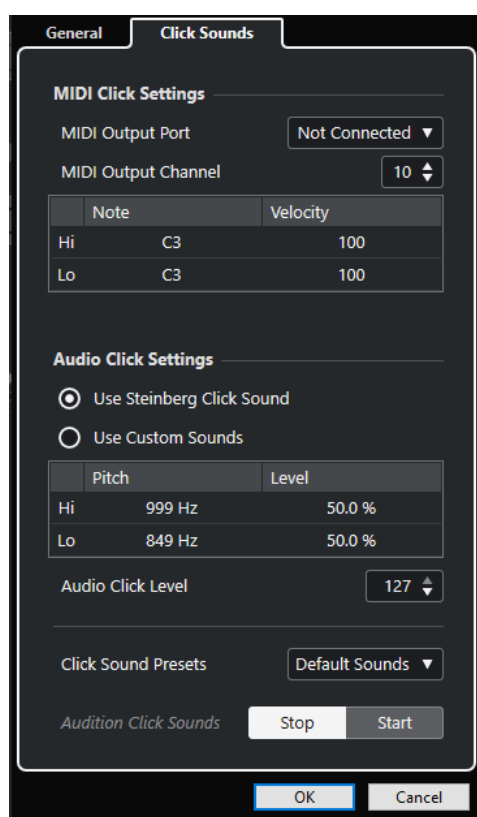 General Click Sounds
MIDI Click Settings
MIDI Output Port Not Connected
MIDI Output Channel 10
Note Velocity
Hi C3 100
Lo C3 100
Audio Click Settings
Use Steinberg Click Sound
Use Custom Sounds
Pitch Level
Hi 999 Hz 50.0 %
Lo 849 Hz 50.0 %
Audio Click Level 127
Click Sound Presets Default Sounds
Audition Click Sounds Stop Start
OK Cancel